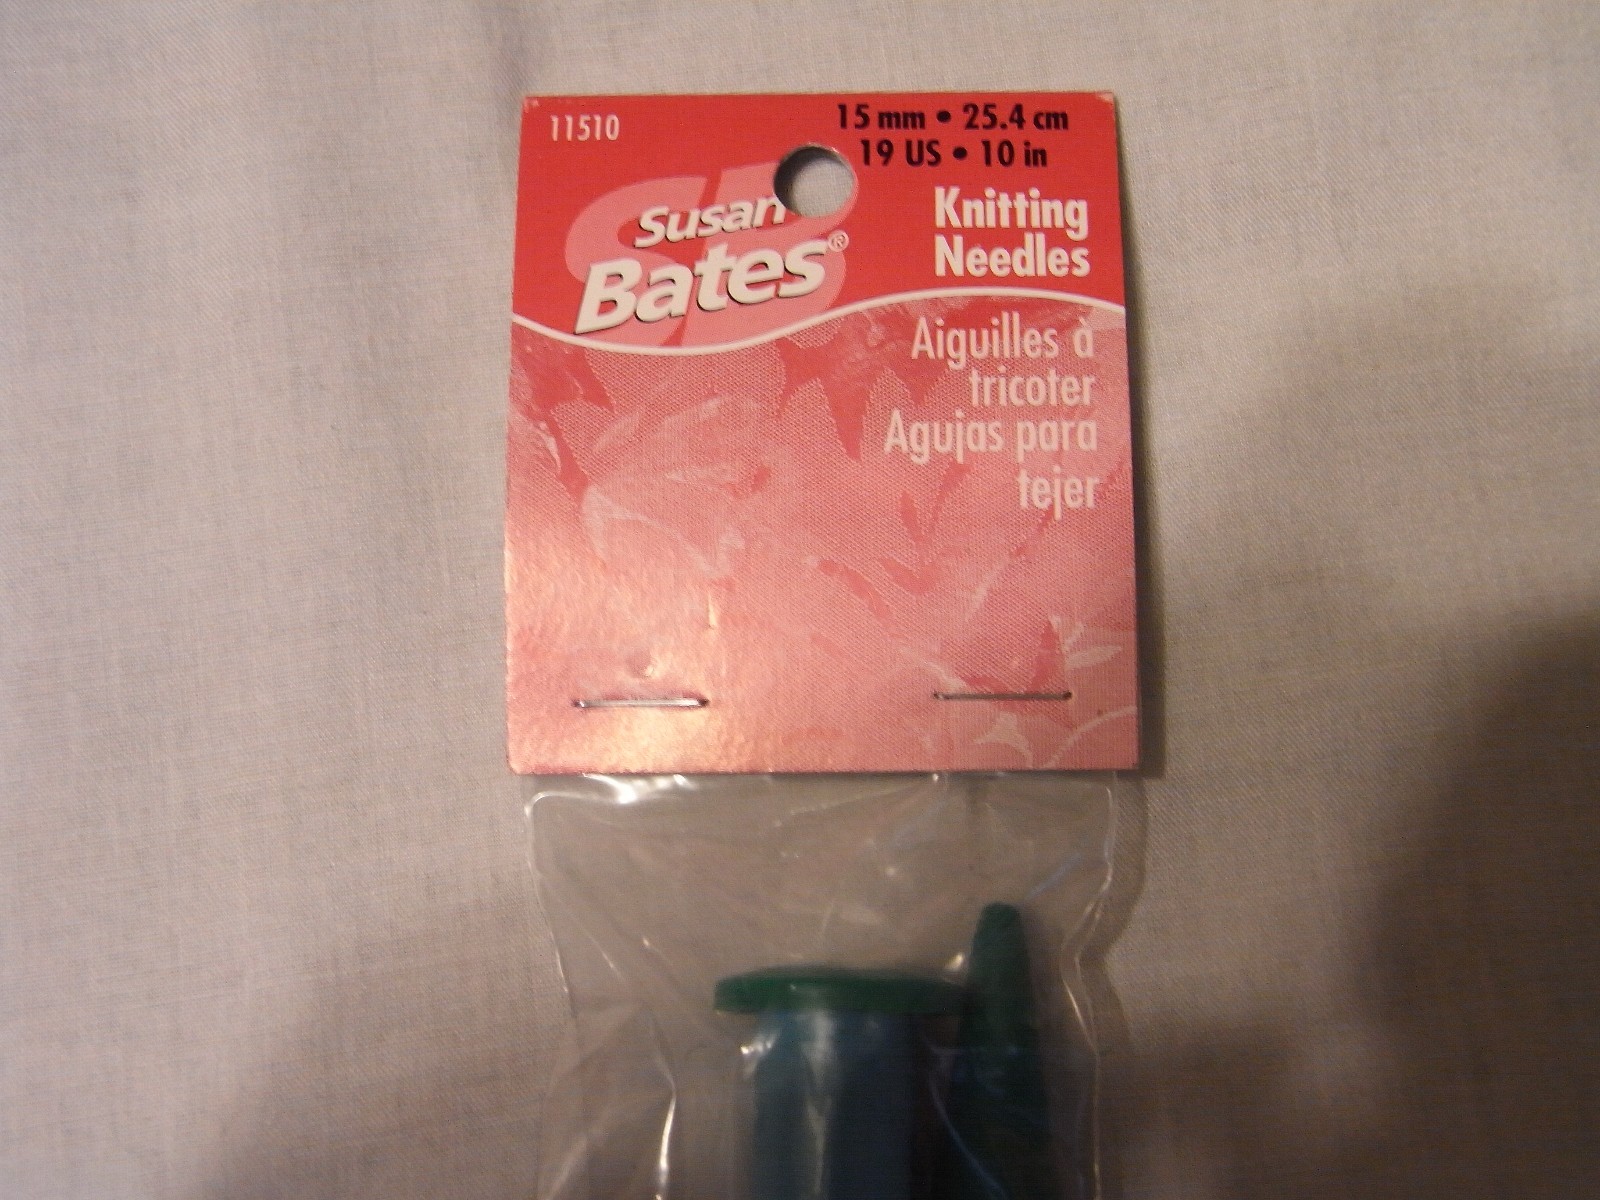 11510
15 mm • 25.4 cm
19 US • 10 in
Susan
Bates®
Knitting
Needles
Aiguilles à
tricoter
Agujas para
tejer